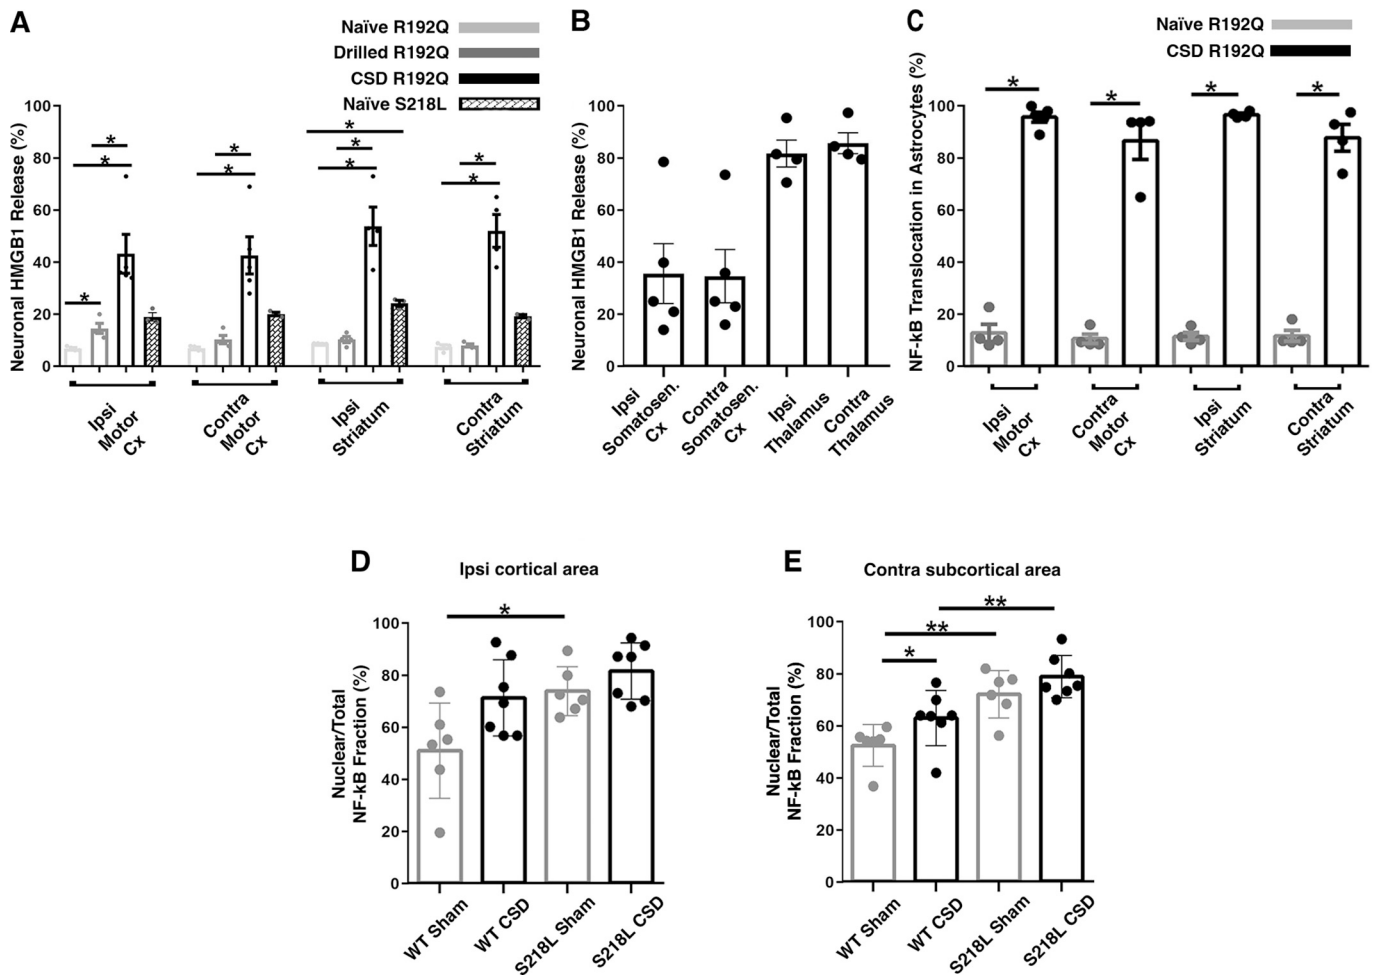 A
Naïve R192Q
Drilled R192Q
CSD R192Q
Naïve S218L
Neuronal HMGB1 Release (%)
100
80
60
40
20
0
*
*
*
*
*
*
*
*
*
*
Ipsi
Motor
Cx
Contra
Motor
Cx
Ipsi
Striatum
Contra
Striatum
B
Neuronal HMGB1 Release (%)
100
80
60
40
20
0
Ipsi
Somatosen.
Cx
Contra
Somatosen.
Cx
Ipsi
Thalamus
Contra
Thalamus
C
Naïve R192Q
CSD R192Q
NF-kB Translocation in Astrocytes (%)
100
80
60
40
20
0
*
*
*
*
Ipsi
Motor
Cx
Contra
Motor
Cx
Ipsi
Striatum
Contra
Striatum
D
Ipsi cortical area
Nuclear/Total
NF-kB Fraction (%)
100
80
60
40
20
0
*
WT Sham
WT CSD
S218L Sham
S218L CSD
E
Contra subcortical area
Nuclear/Total
NF-kB Fraction (%)
100
80
60
40
20
0
**
**
*
WT Sham
WT CSD
S218L Sham
S218L CSD